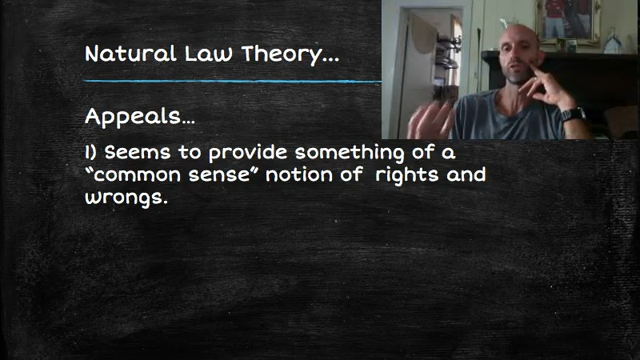 Natural Law Theory...
Appeals...
1) Seems to provide something of a
"common sense" notion of rights and
wrongs.